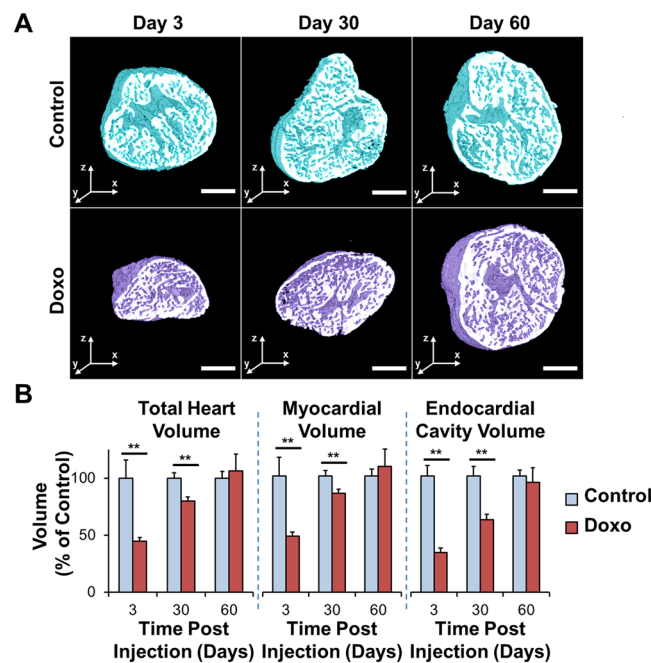 A
Day 3 Day 30 Day 60
Control
z x y z x y z x y
Doxo
z x y z x y z x y
B
Total Heart Volume
Myocardial Volume
Endocardial Cavity Volume
** ** ** ** ** **
Volume
(% of Control)
100
50
0
Control
Doxo
3 30 60 3 30 60 3 30 60
Time Post Time Post Time Post
Injection (Days) Injection (Days) Injection (Days)